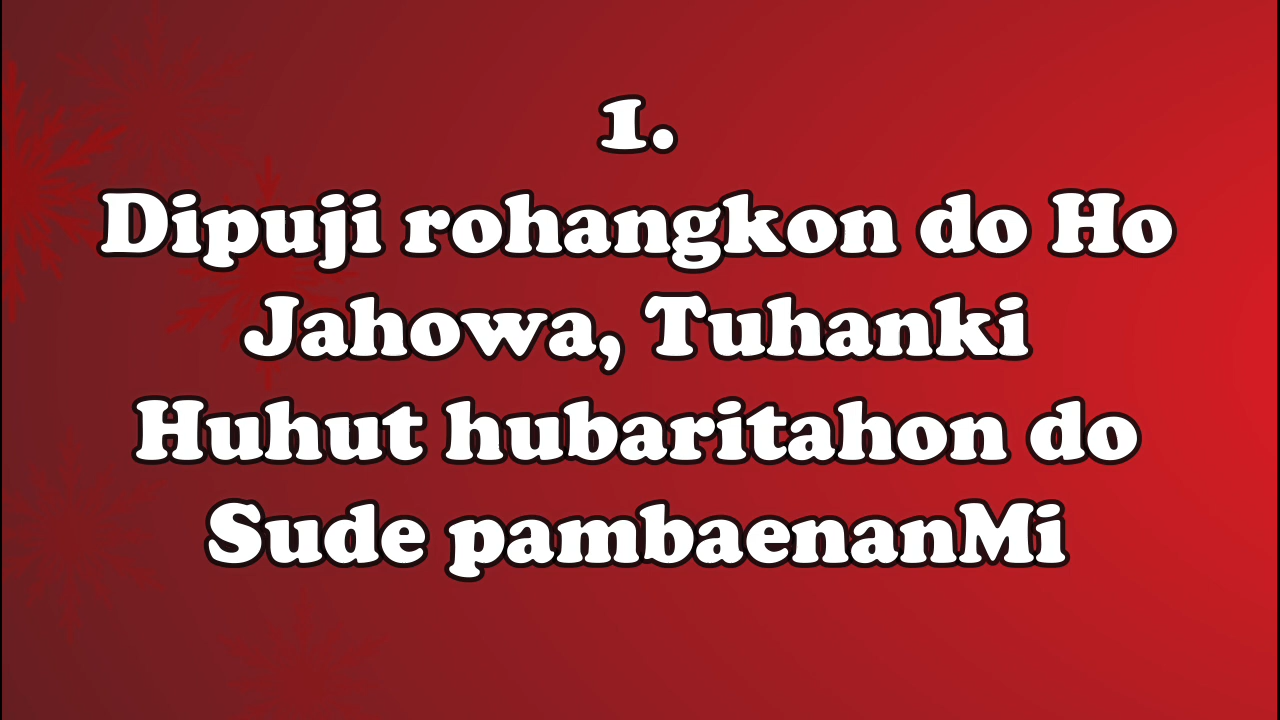 1.
Dipuji rohangkon do Ho
Jahowa, Tuhanki
Huhut hubaritahon do
Sude pambaenanMi